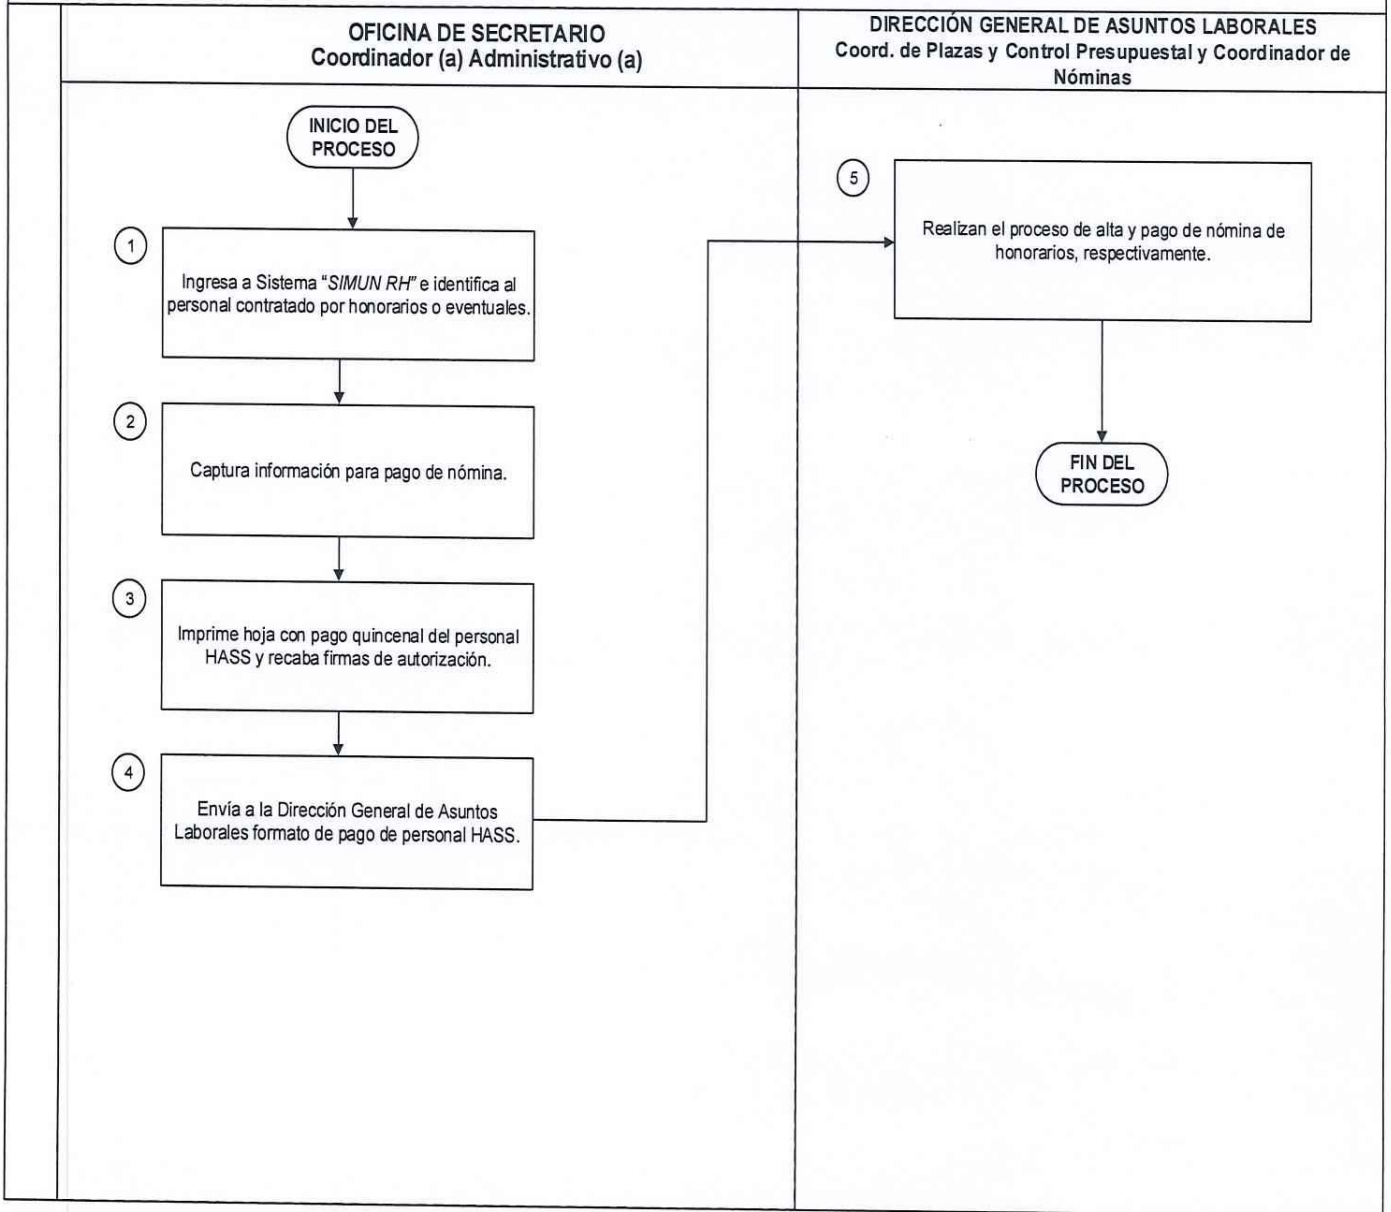 OFICINA DE SECRETARIO
Coordinador (a) Administrativo (a)
DIRECCIÓN GENERAL DE ASUNTOS LABORALES
Coord. de Plazas y Control Presupuestal y Coordinador de
Nóminas
INICIO DEL
PROCESO
1
Ingresa a Sistema “SIMUN RH” e identifica al
personal contratado por honorarios o eventuales.
2
Captura información para pago de nómina.
3
Imprime hoja con pago quincenal del personal
HASS y recaba firmas de autorización.
4
Envía a la Dirección General de Asuntos
Laborales formato de pago de personal HASS.
5
Realizan el proceso de alta y pago de nómina de
honorarios, respectivamente.
FIN DEL
PROCESO